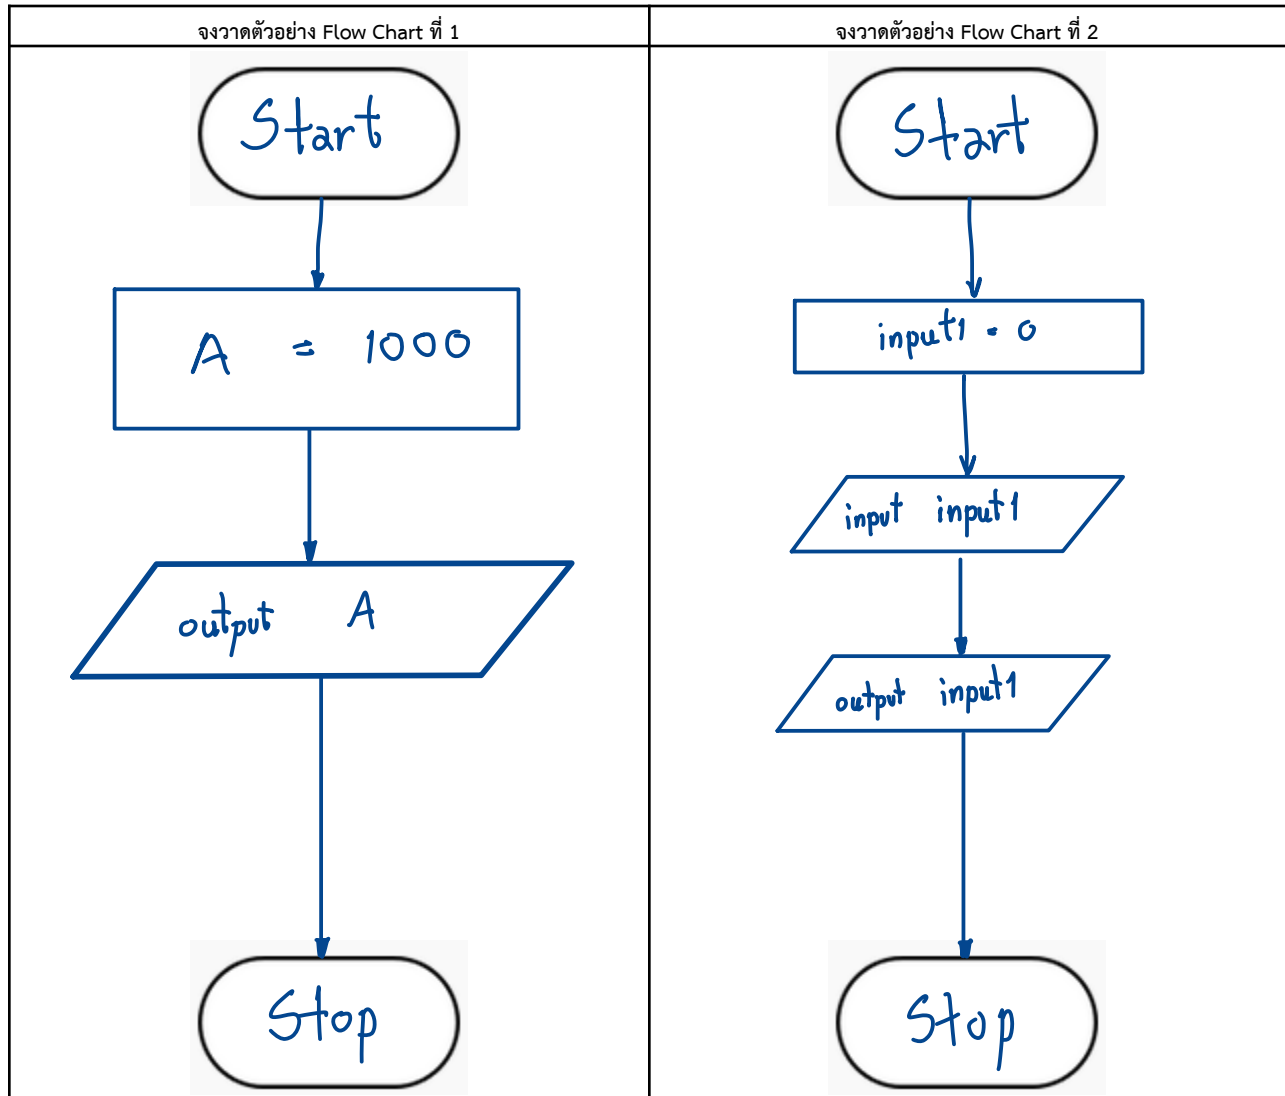 จงวาดตัวอย่าง Flow Chart ที่ 1
Start
A = 1000
output A
Stop
จงวาดตัวอย่าง Flow Chart ที่ 2
Start
input1 = 0
input input1
output input1
Stop